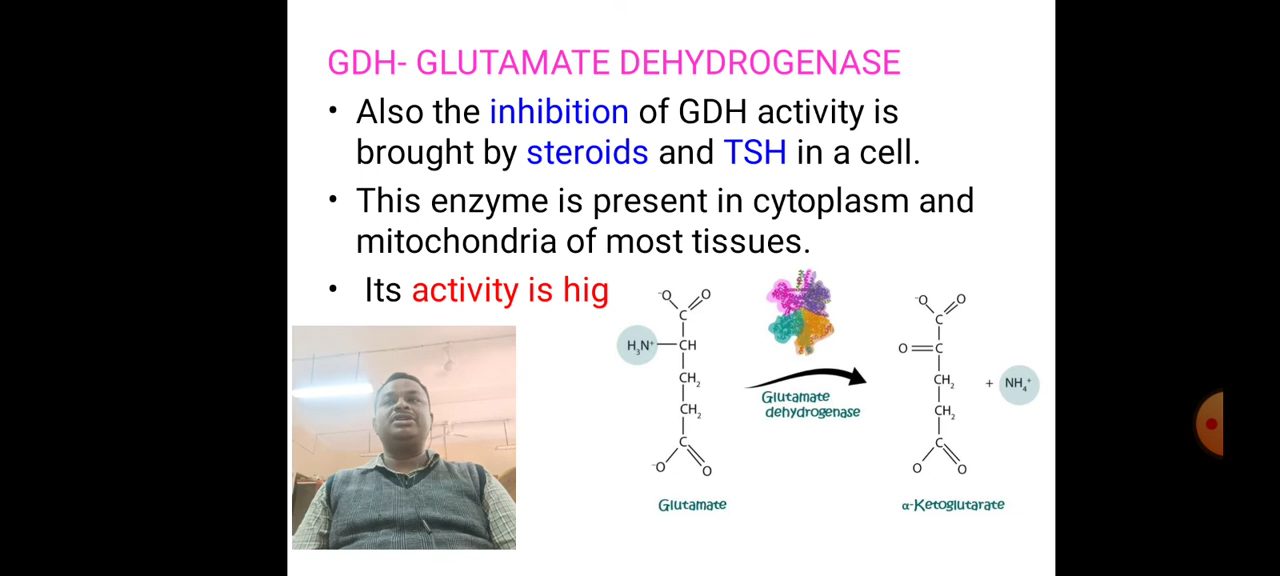 GDH- GLUTAMATE DEHYDROGENASE
• Also the inhibition of GDH activity is
brought by steroids and TSH in a cell.
• This enzyme is present in cytoplasm and
mitochondria of most tissues.
• Its activity is hig
⁻O O
C
H₃N⁺ CH
CH₂
CH₂
C
⁻O O
Glutamate
Glutamate
dehydrogenase
⁻O O
C
O C
CH₂
CH₂
C
O O
α-Ketoglutarate
+ NH₄⁺